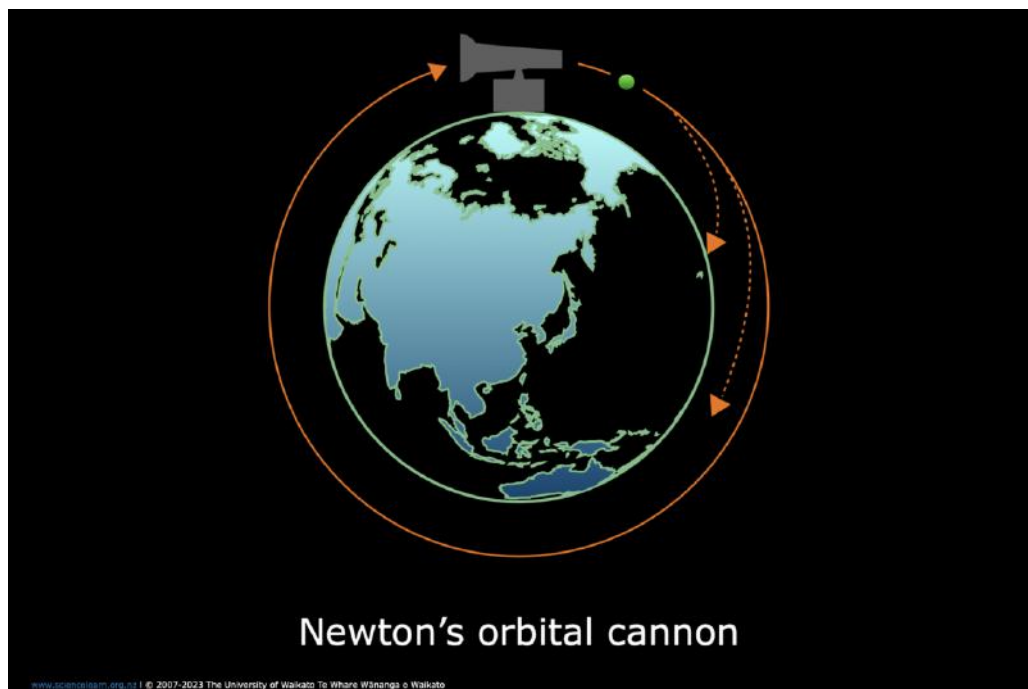 Newton’s orbital cannon
www.sciencelearn.org.nz | © 2007-2023 The University of Waikato Te Whare Wānanga o Waikato